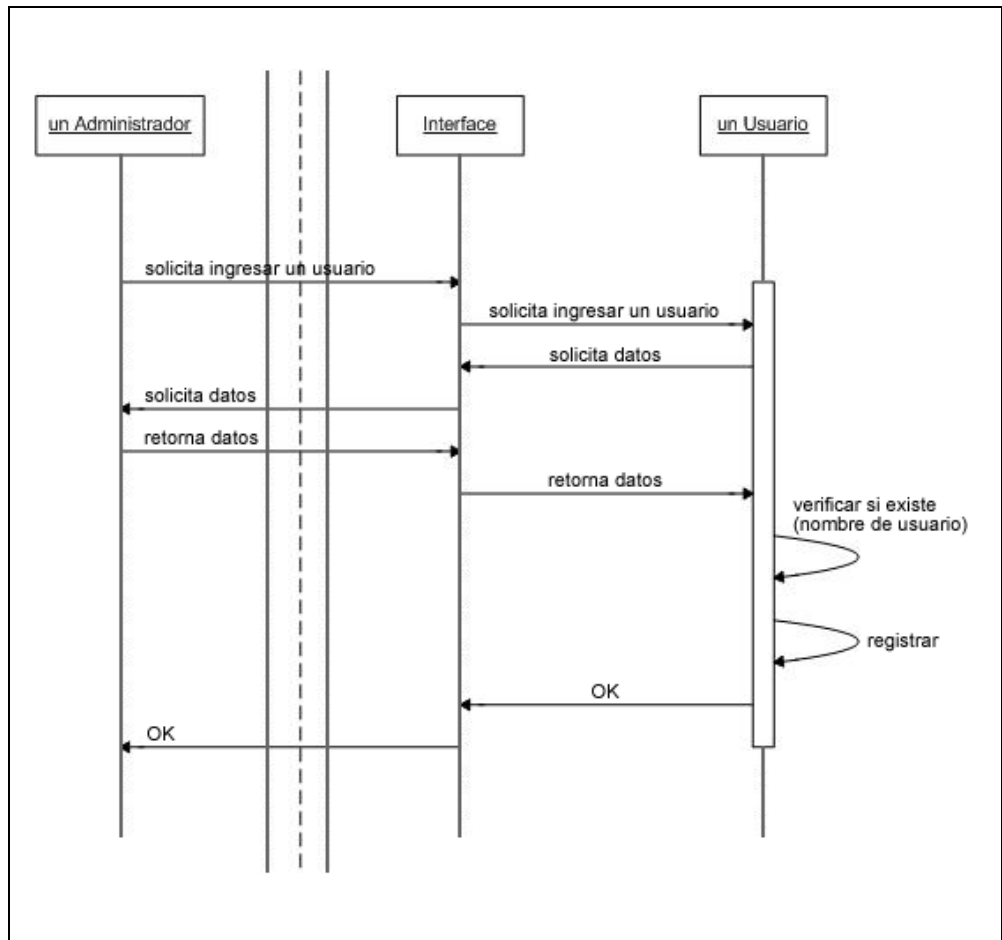 un Administrador
Interface
un Usuario
solicita ingresar un usuario
solicita ingresar un usuario
solicita datos
solicita datos
retorna datos
retorna datos
verificar si existe
(nombre de usuario)
registrar
OK
OK